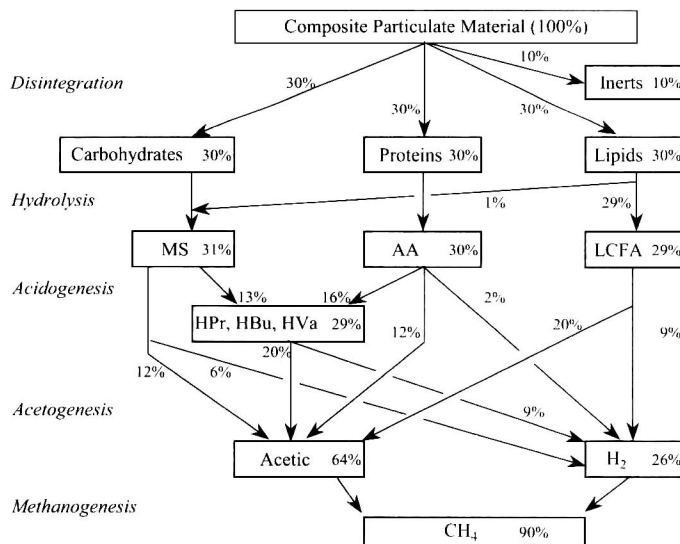 Composite Particulate Material (100%)
10%
Disintegration
Inerts 10%
30%
30%
30%
Carbohydrates 30%
Proteins 30%
Lipids 30%
Hydrolysis
1%
29%
MS 31%
AA 30%
LCFA 29%
Acidogenesis
13%
16%
2%
HPr, HBu, HVa 29%
20%
12%
20%
9%
12%
6%
Acetogenesis
9%
Acetic 64%
H₂ 26%
Methanogenesis
CH₄ 90%